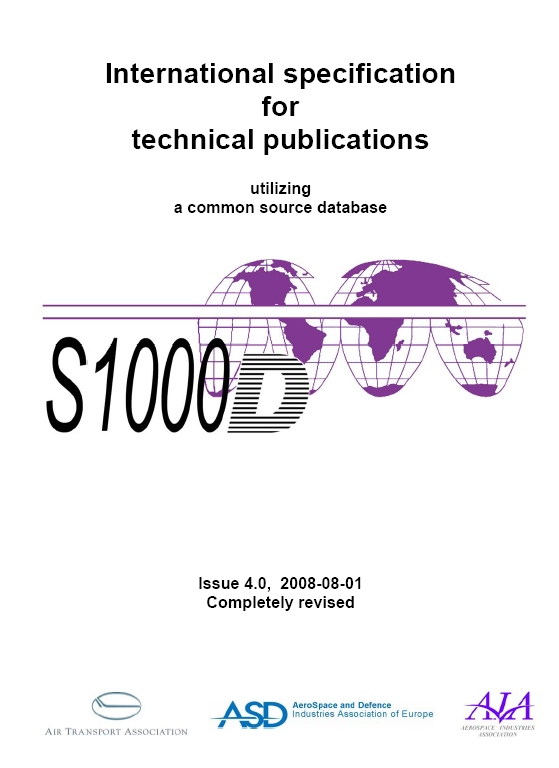 International specification
for
technical publications
utilizing
a common source database
S1000D
Issue 4.0, 2008-08-01
Completely revised
AIR TRANSPORT ASSOCIATION
ASD
AeroSpace and Defence
Industries Association of Europe
AIA
AEROSPACE INDUSTRIES
ASSOCIATION